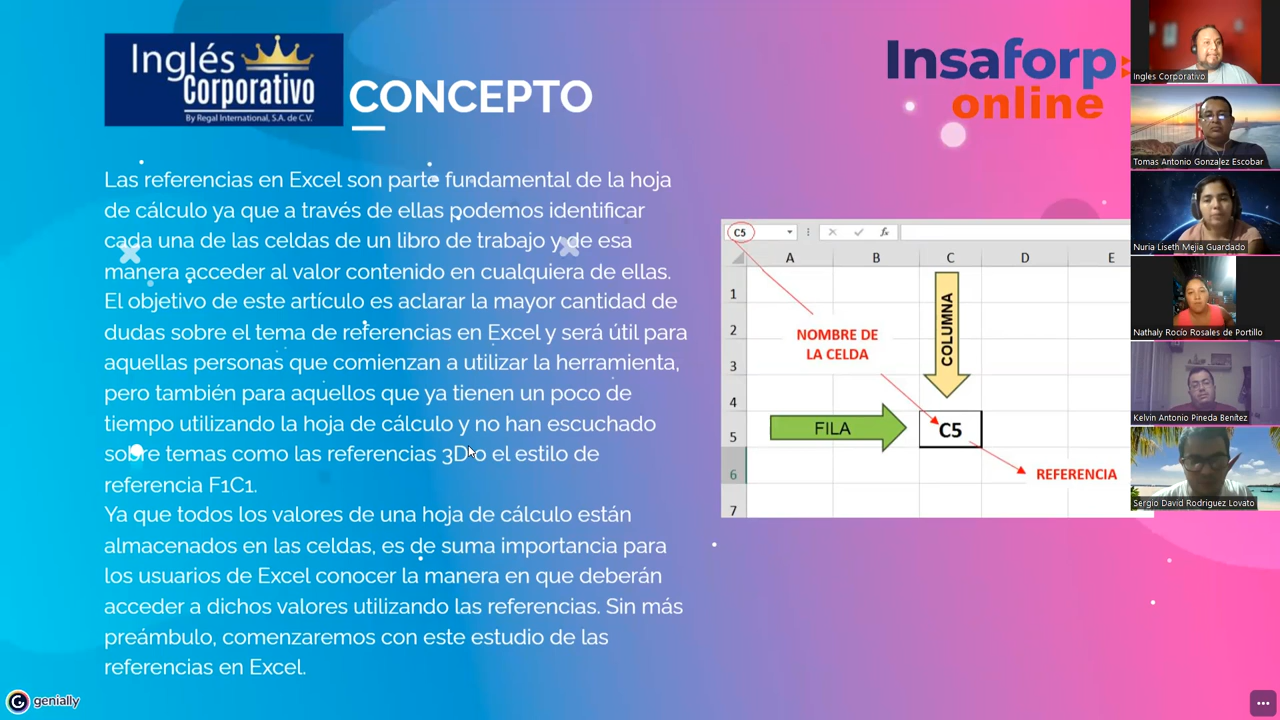 Inglés
Corporativo
By Regal International, S.A. de C.V.
CONCEPTO
Insaforp
online
Las referencias en Excel son parte fundamental de la hoja
de cálculo ya que a través de ellas podemos identificar
cada una de las celdas de un libro de trabajo y de esa
manera acceder al valor contenido en cualquiera de ellas.
El objetivo de este artículo es aclarar la mayor cantidad de
dudas sobre el tema de referencias en Excel y será útil para
aquellas personas que comienzan a utilizar la herramienta,
pero también para aquellos que ya tienen un poco de
tiempo utilizando la hoja de cálculo y no han escuchado
sobre temas como las referencias 3D o el estilo de
referencia F1C1.
Ya que todos los valores de una hoja de cálculo están
almacenados en las celdas, es de suma importancia para
los usuarios de Excel conocer la manera en que deberán
acceder a dichos valores utilizando las referencias. Sin más
preámbulo, comenzaremos con este estudio de las
referencias en Excel.
C5
fx
A B C D E
1
2
3
4
5
6
7
NOMBRE DE
LA CELDA
COLUMNA
FILA
C5
REFERENCIA
Ingles Corporativo
Tomas Antonio Gonzalez Escobar
Nuria Liseth Mejia Guardado
Nathaly Rocío Rosales de Portillo
Kelvin Antonio Pineda Benítez
Sergio David Rodriguez Lovato
genially